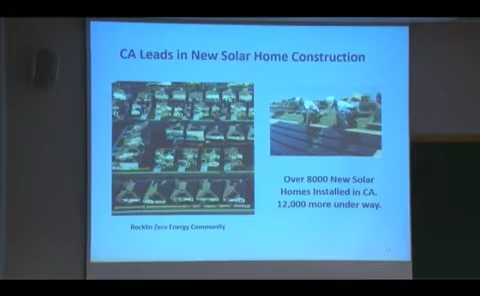 CA Leads in New Solar Home Construction
Over 8000 New Solar
Homes Installed in CA.
12,000 more under way.
Rocklin Zero Energy Community